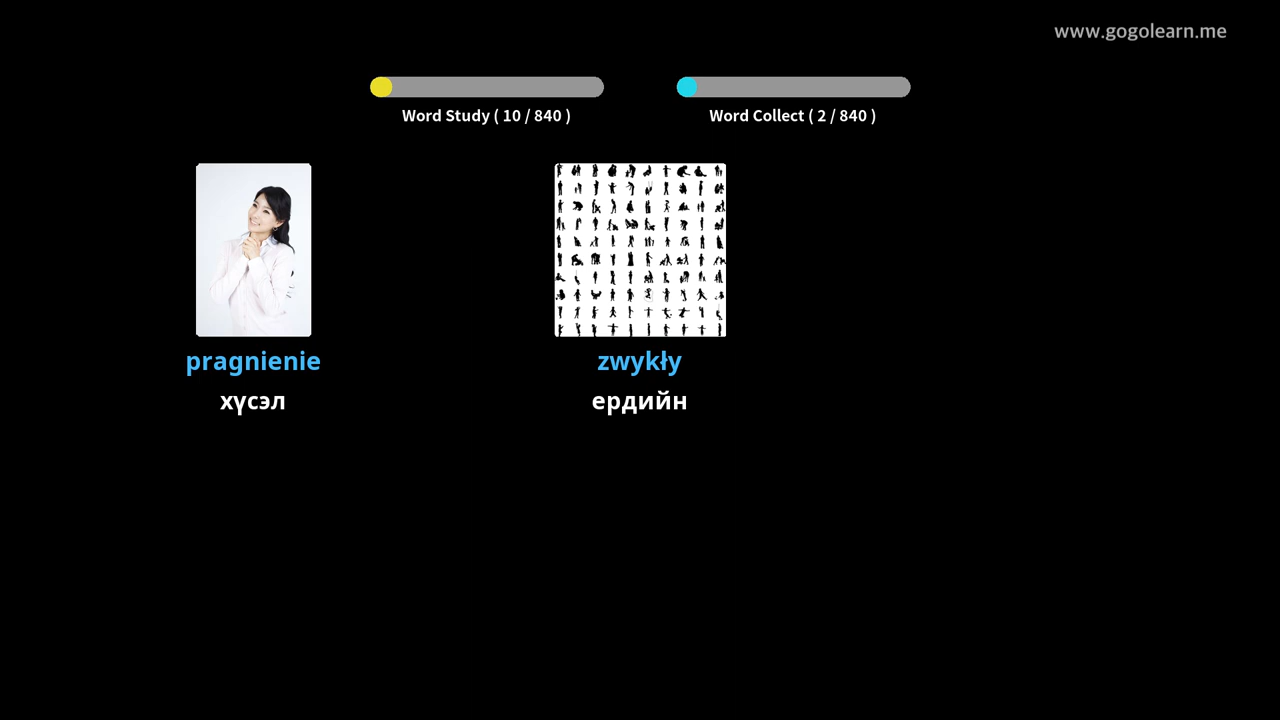 www.gogolearn.me
Word Study ( 10 / 840 )
Word Collect ( 2 / 840 )
pragnienie
хүсэл
zwykły
ердийн